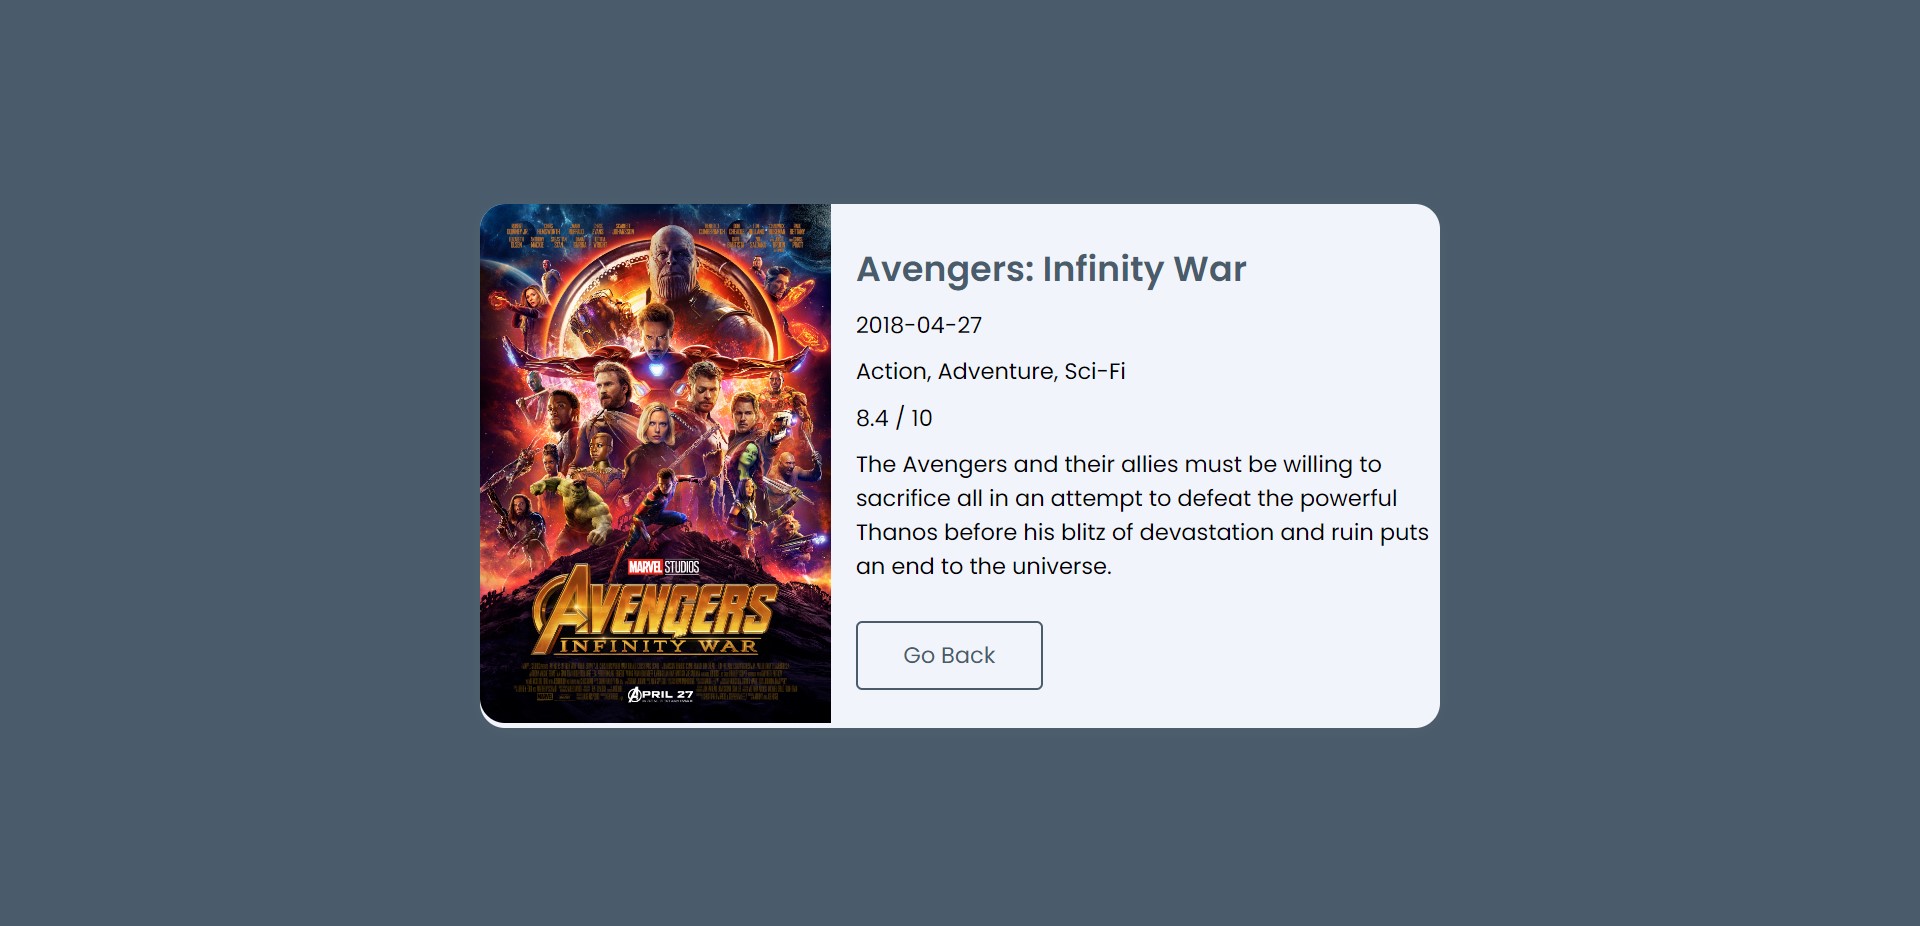 MARVEL STUDIOS
AVENGERS
INFINITY WAR
APRIL 27
Avengers: Infinity War
2018-04-27
Action, Adventure, Sci-Fi
8.4 / 10
The Avengers and their allies must be willing to
sacrifice all in an attempt to defeat the powerful
Thanos before his blitz of devastation and ruin puts
an end to the universe.
Go Back